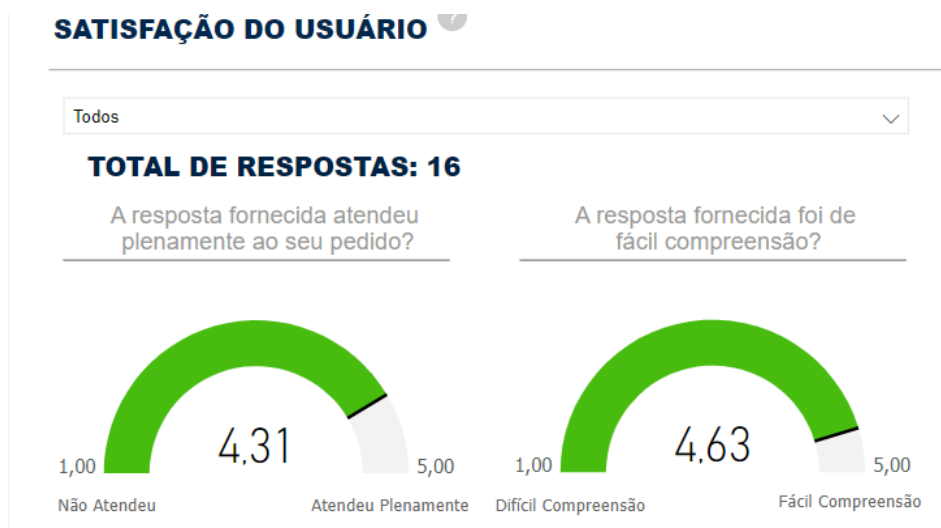 SATISFAÇÃO DO USUÁRIO ?
Todos
TOTAL DE RESPOSTAS: 16
A resposta fornecida atendeu
plenamente ao seu pedido?
4,31
1,00
5,00
Não Atendeu
Atendeu Plenamente
A resposta fornecida foi de
fácil compreensão?
4,63
1,00
5,00
Difícil Compreensão
Fácil Compreensão